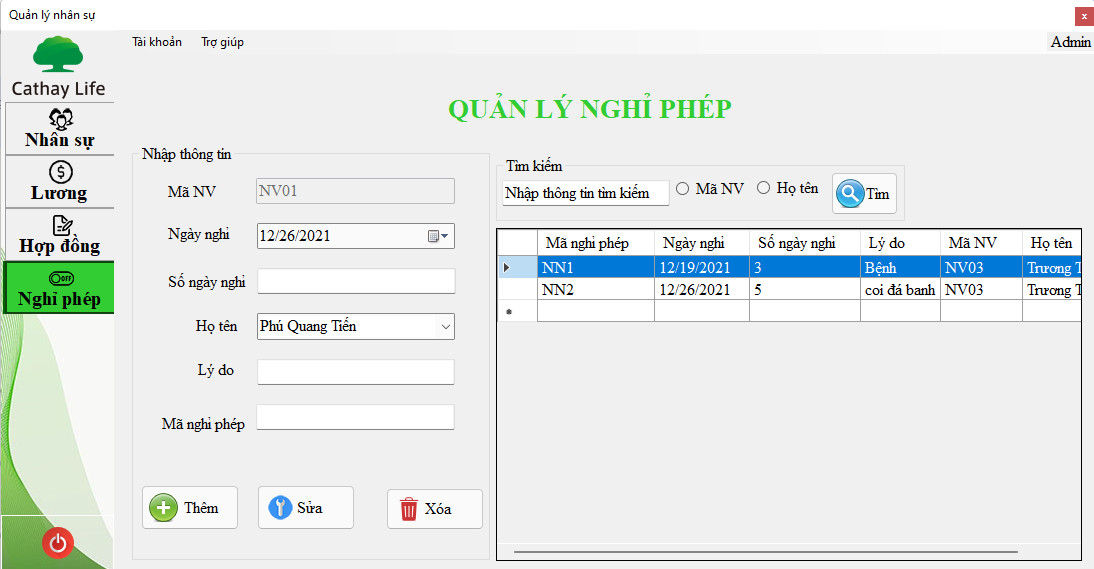 Quản lý nhân sự
x
Tài khoản Trợ giúp
Admin
Cathay Life
Nhân sự
Lương
Hợp đồng
OFF
Nghỉ phép
QUẢN LÝ NGHỈ PHÉP
Nhập thông tin
Mã NV NV01
Ngày nghỉ 12/26/2021
Số ngày nghỉ
Họ tên Phú Quang Tiến
Lý do
Mã nghỉ phép
Thêm Sửa Xóa
Tìm kiếm
Nhập thông tin tìm kiếm Mã NV Họ tên Tìm
Mã nghỉ phép Ngày nghỉ Số ngày nghỉ Lý do Mã NV Họ tên
NN1 12/19/2021 3 Bệnh NV03 Trương T
NN2 12/26/2021 5 coi đá banh NV03 Trương T